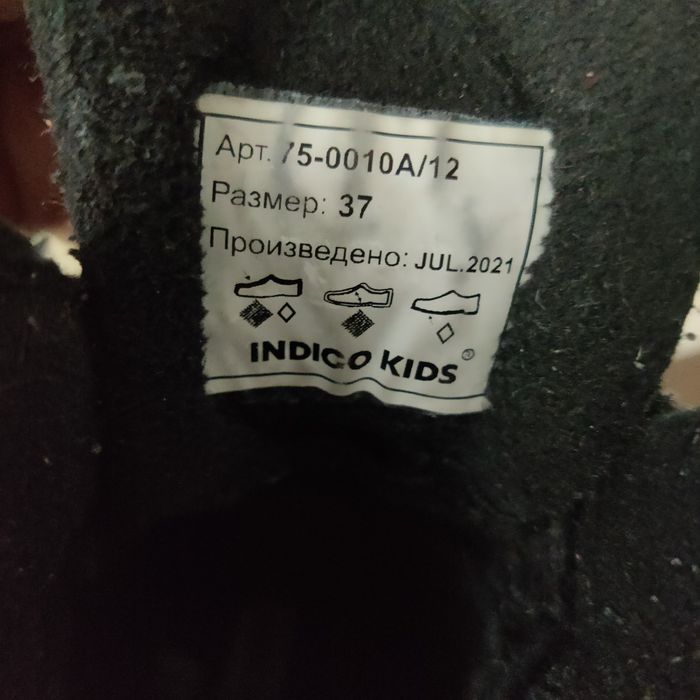 Арт. 75-0010A/12
Размер: 37
Произведено: JUL.2021
INDIGO KIDS®